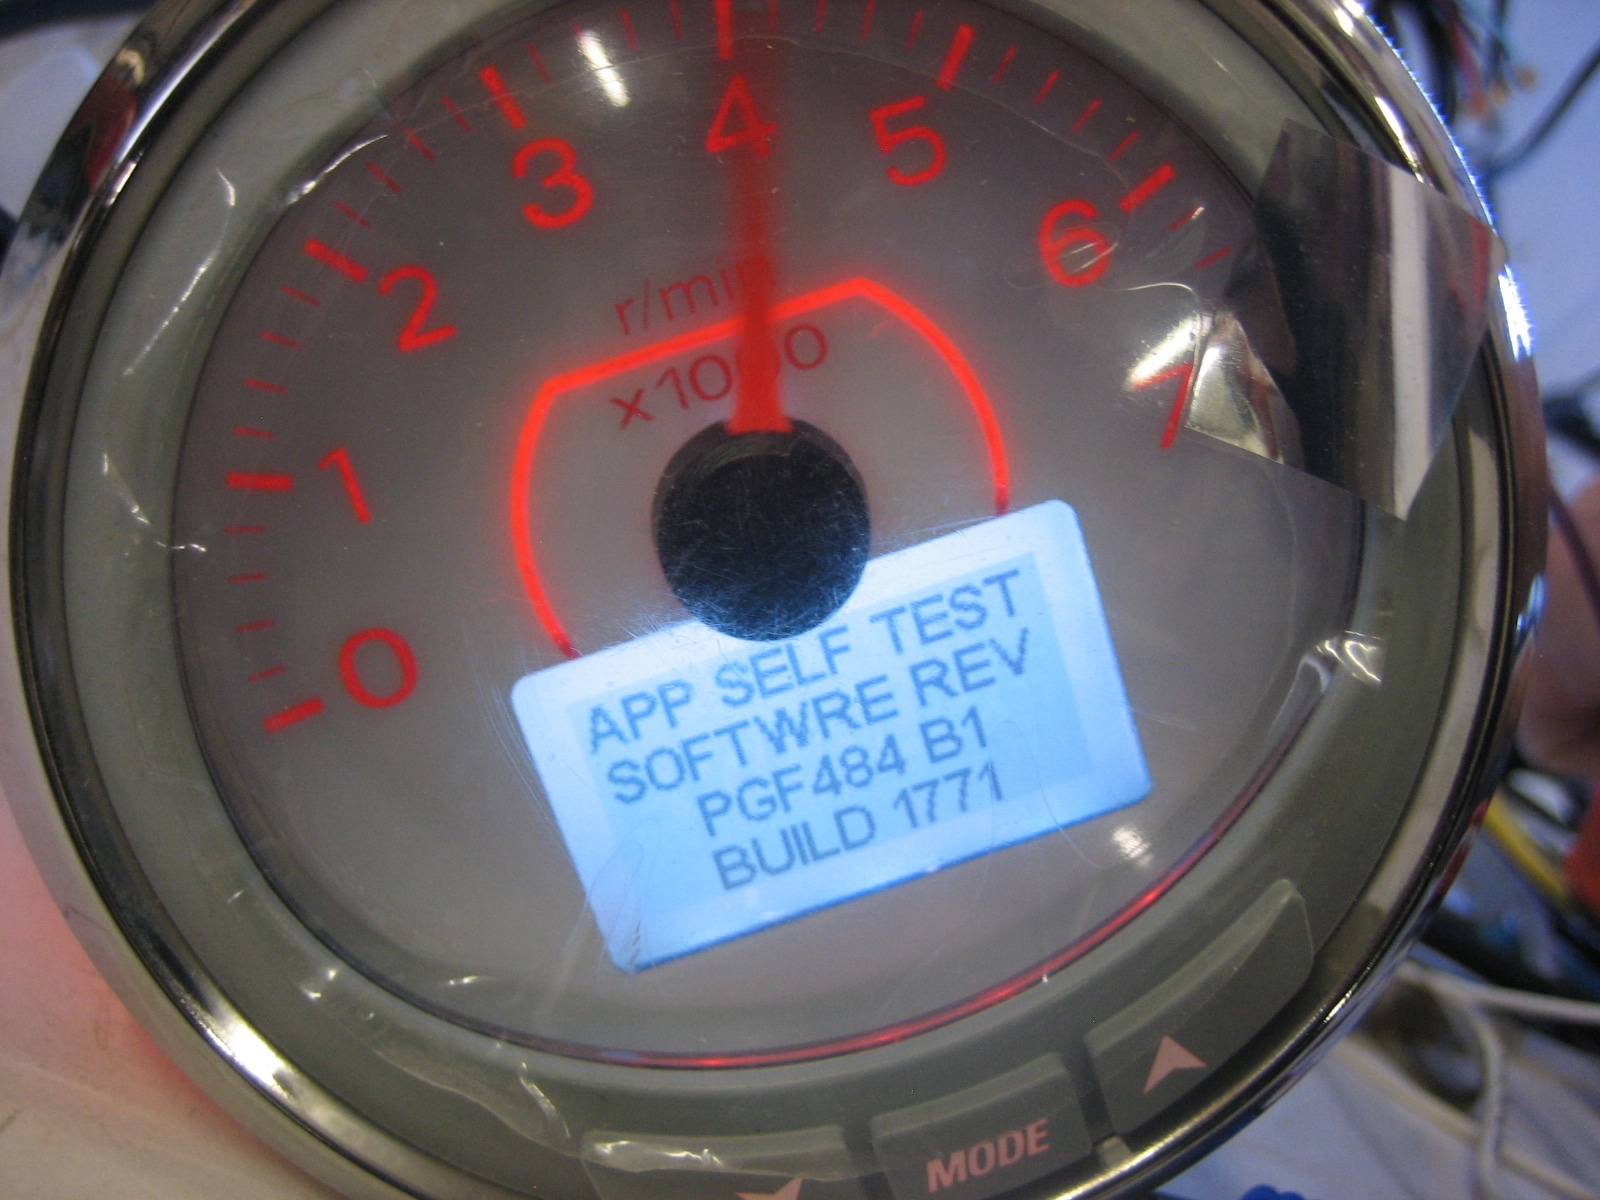 4
5
3
6
2
r/min
x1000
7
1
0
APP SELF TEST
SOFTWRE REV
PGF484 B1
BUILD 1771
MODE